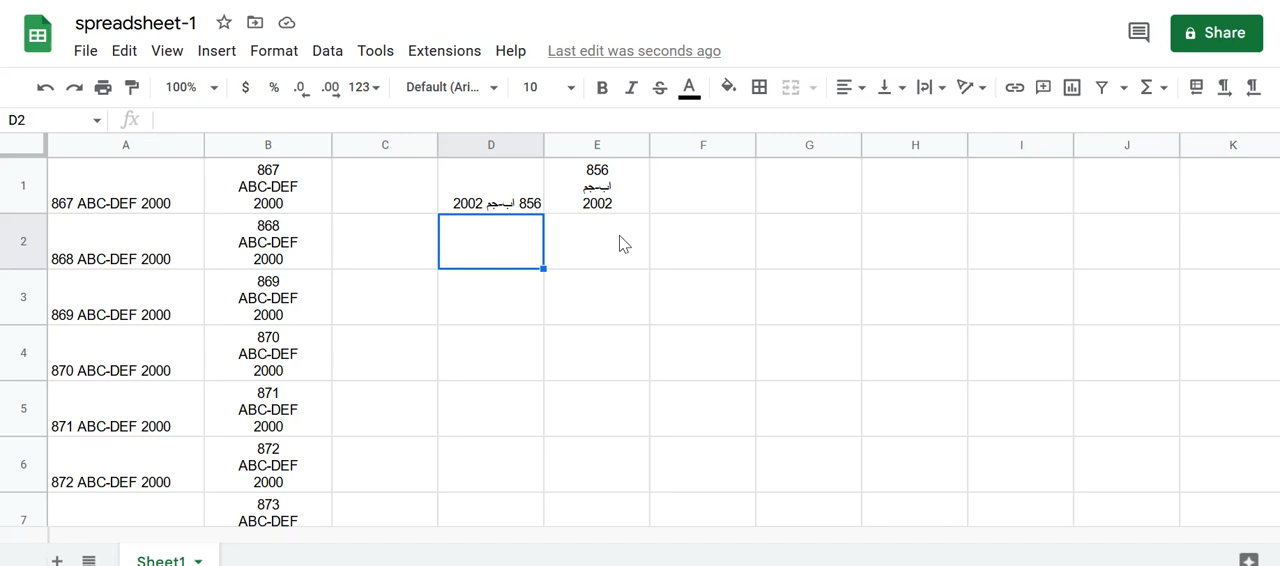 spreadsheet-1
File Edit View Insert Format Data Tools Extensions Help Last edit was seconds ago
Share
100% $ % .0 .00 123 Default (Ari... 10 B I S A
D2 fx
A B C D E F G H I J K
1
867 ABC-DEF 2000
867
ABC-DEF
2000
856 اب-جم 2002
856
اب-جم
2002
2
868 ABC-DEF 2000
868
ABC-DEF
2000
3
869 ABC-DEF 2000
869
ABC-DEF
2000
4
870 ABC-DEF 2000
870
ABC-DEF
2000
5
871 ABC-DEF 2000
871
ABC-DEF
2000
6
872 ABC-DEF 2000
872
ABC-DEF
2000
7
873
ABC-DEF
Sheet1